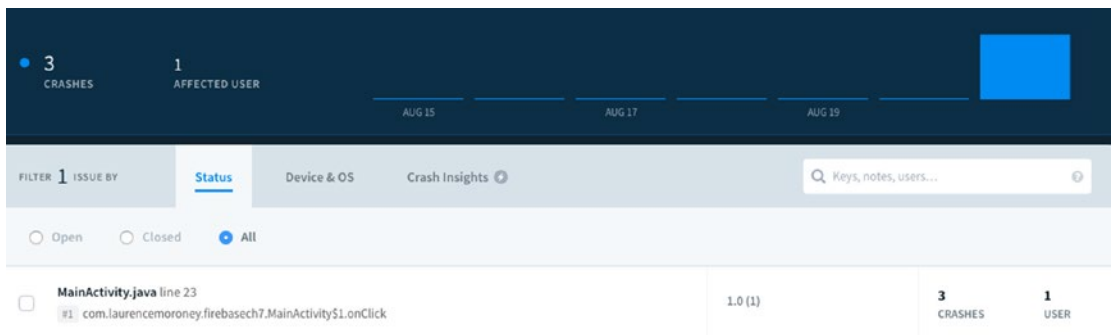 3
CRASHES
1
AFFECTED USER
AUG 15
AUG 17
AUG 19
FILTER 1 ISSUE BY
Status
Device & OS
Crash Insights
Keys, notes, users...
Open
Closed
All
MainActivity.java line 23
#1 com.laurencemoroney.firebasech7.MainActivity$1.onClick
1.0 (1)
3
CRASHES
1
USER